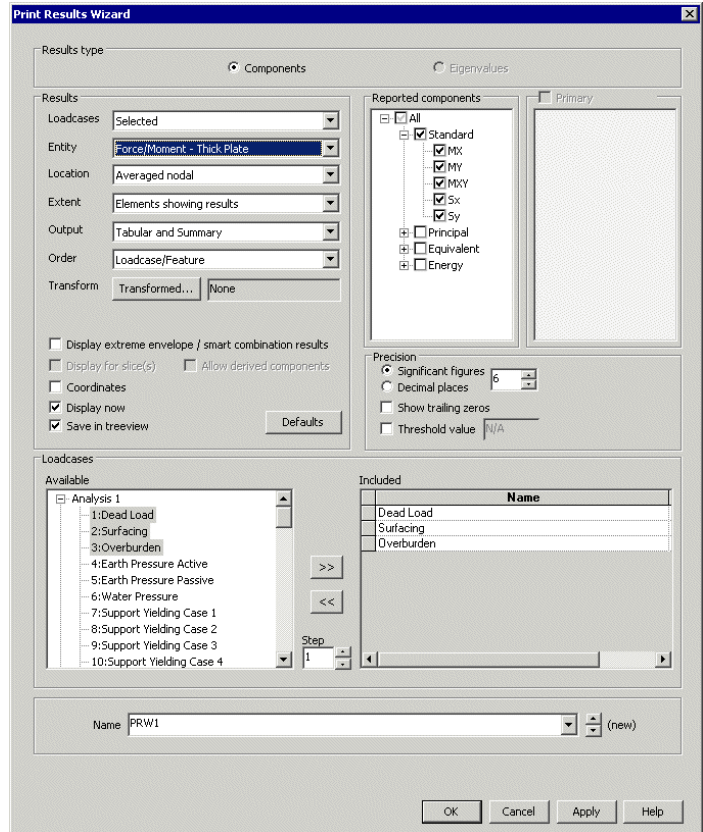 Print Results Wizard
Results type
Components
Eigenvalues
Results
Loadcases Selected
Entity Force/Moment - Thick Plate
Location Averaged nodal
Extent Elements showing results
Output Tabular and Summary
Order Loadcase/Feature
Transform Transformed... None
Display extreme envelope / smart combination results
Display for slice(s) Allow derived components
Coordinates
Display now
Save in treeview
Defaults
Reported components
All
Standard
MX
MY
MXY
Sx
Sy
Principal
Equivalent
Energy
Primary
Precision
Significant figures 6
Decimal places
Show trailing zeros
Threshold value N/A
Loadcases
Available
Analysis 1
1:Dead Load
2:Surfacing
3:Overburden
4:Earth Pressure Active
5:Earth Pressure Passive
6:Water Pressure
7:Support Yielding Case 1
8:Support Yielding Case 2
9:Support Yielding Case 3
10:Support Yielding Case 4
>>
<<
Step
1
Included
Name
Dead Load
Surfacing
Overburden
Name PRW1 (new)
OK Cancel Apply Help